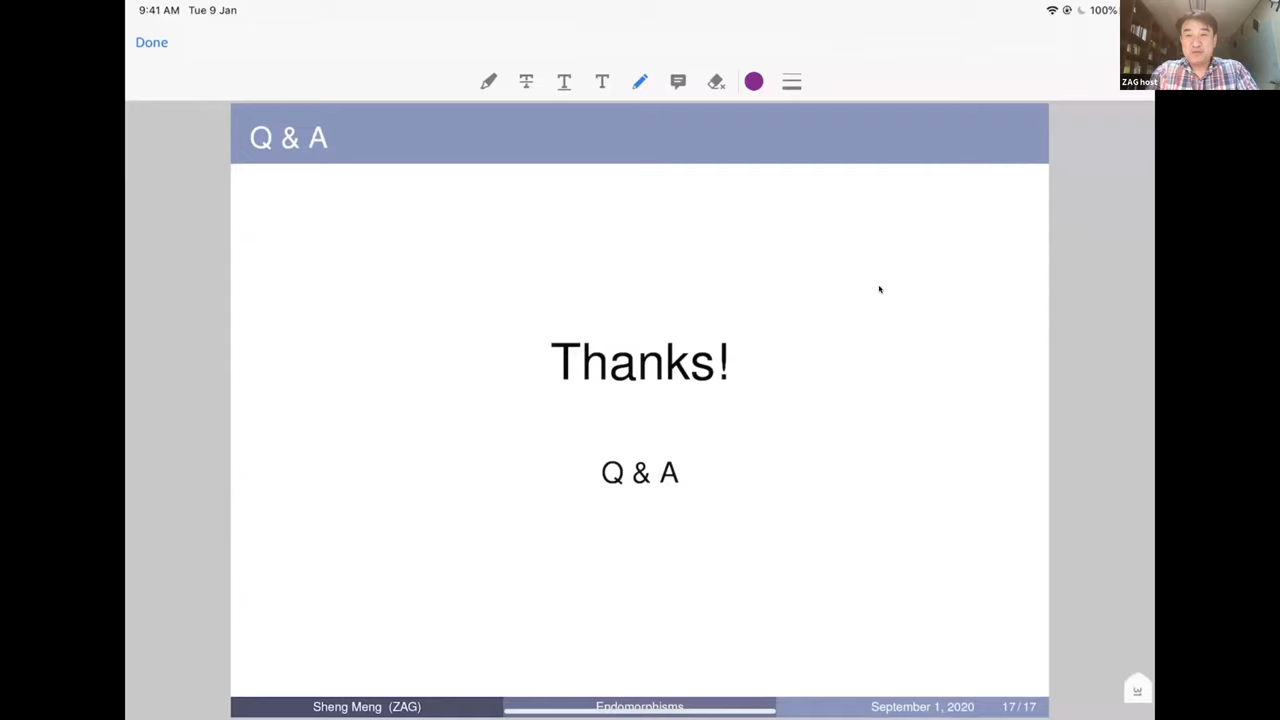 9:41 AM Tue 9 Jan
100%
Done
T T T
ZAG host
Q & A
Thanks!
Q & A
Sheng Meng (ZAG) Endomorphisms September 1, 2020 17 / 17